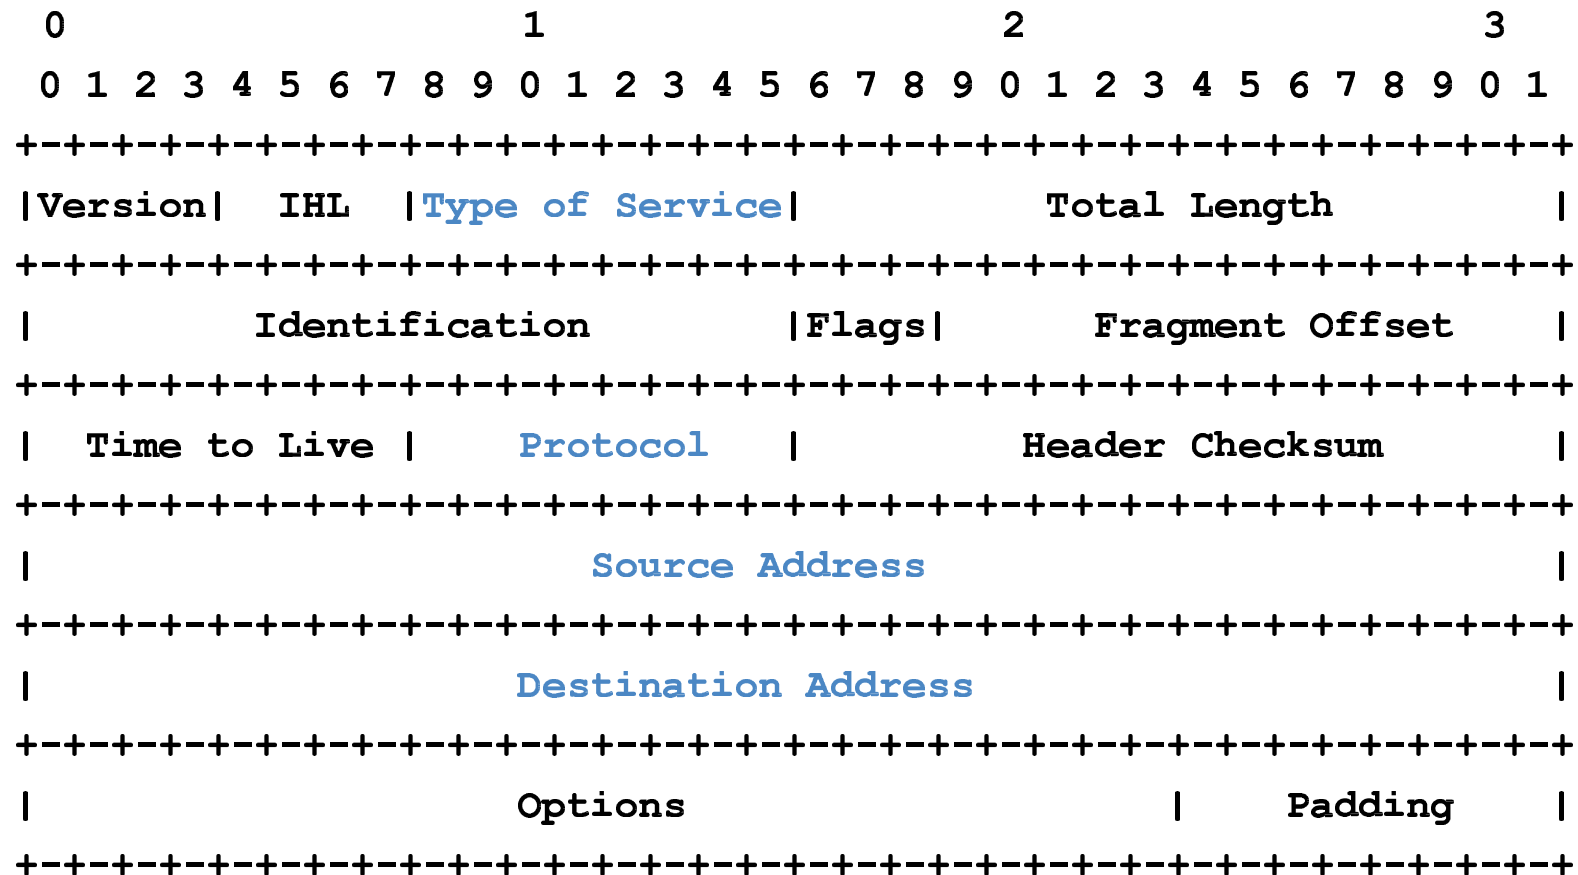 0                   1                   2                   3
0 1 2 3 4 5 6 7 8 9 0 1 2 3 4 5 6 7 8 9 0 1 2 3 4 5 6 7 8 9 0 1
+-+-+-+-+-+-+-+-+-+-+-+-+-+-+-+-+-+-+-+-+-+-+-+-+-+-+-+-+-+-+-+-+
|Version|  IHL  |Type of Service|          Total Length         |
+-+-+-+-+-+-+-+-+-+-+-+-+-+-+-+-+-+-+-+-+-+-+-+-+-+-+-+-+-+-+-+-+
|         Identification        |Flags|      Fragment Offset    |
+-+-+-+-+-+-+-+-+-+-+-+-+-+-+-+-+-+-+-+-+-+-+-+-+-+-+-+-+-+-+-+-+
|  Time to Live |    Protocol   |         Header Checksum       |
+-+-+-+-+-+-+-+-+-+-+-+-+-+-+-+-+-+-+-+-+-+-+-+-+-+-+-+-+-+-+-+-+
|                       Source Address                          |
+-+-+-+-+-+-+-+-+-+-+-+-+-+-+-+-+-+-+-+-+-+-+-+-+-+-+-+-+-+-+-+-+
|                    Destination Address                        |
+-+-+-+-+-+-+-+-+-+-+-+-+-+-+-+-+-+-+-+-+-+-+-+-+-+-+-+-+-+-+-+-+
|                    Options                    |    Padding    |
+-+-+-+-+-+-+-+-+-+-+-+-+-+-+-+-+-+-+-+-+-+-+-+-+-+-+-+-+-+-+-+-+